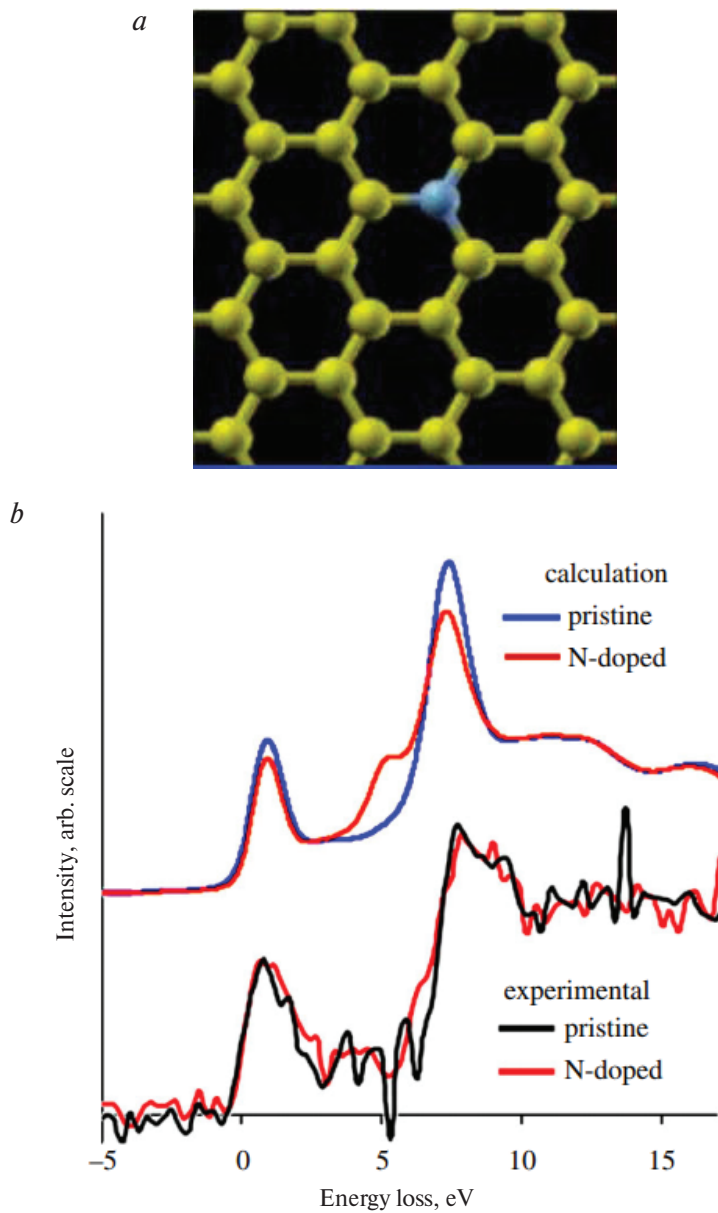 a
b
calculation
pristine
N-doped
Intensity, arb. scale
experimental
pristine
N-doped
–5 0 5 10 15
Energy loss, eV